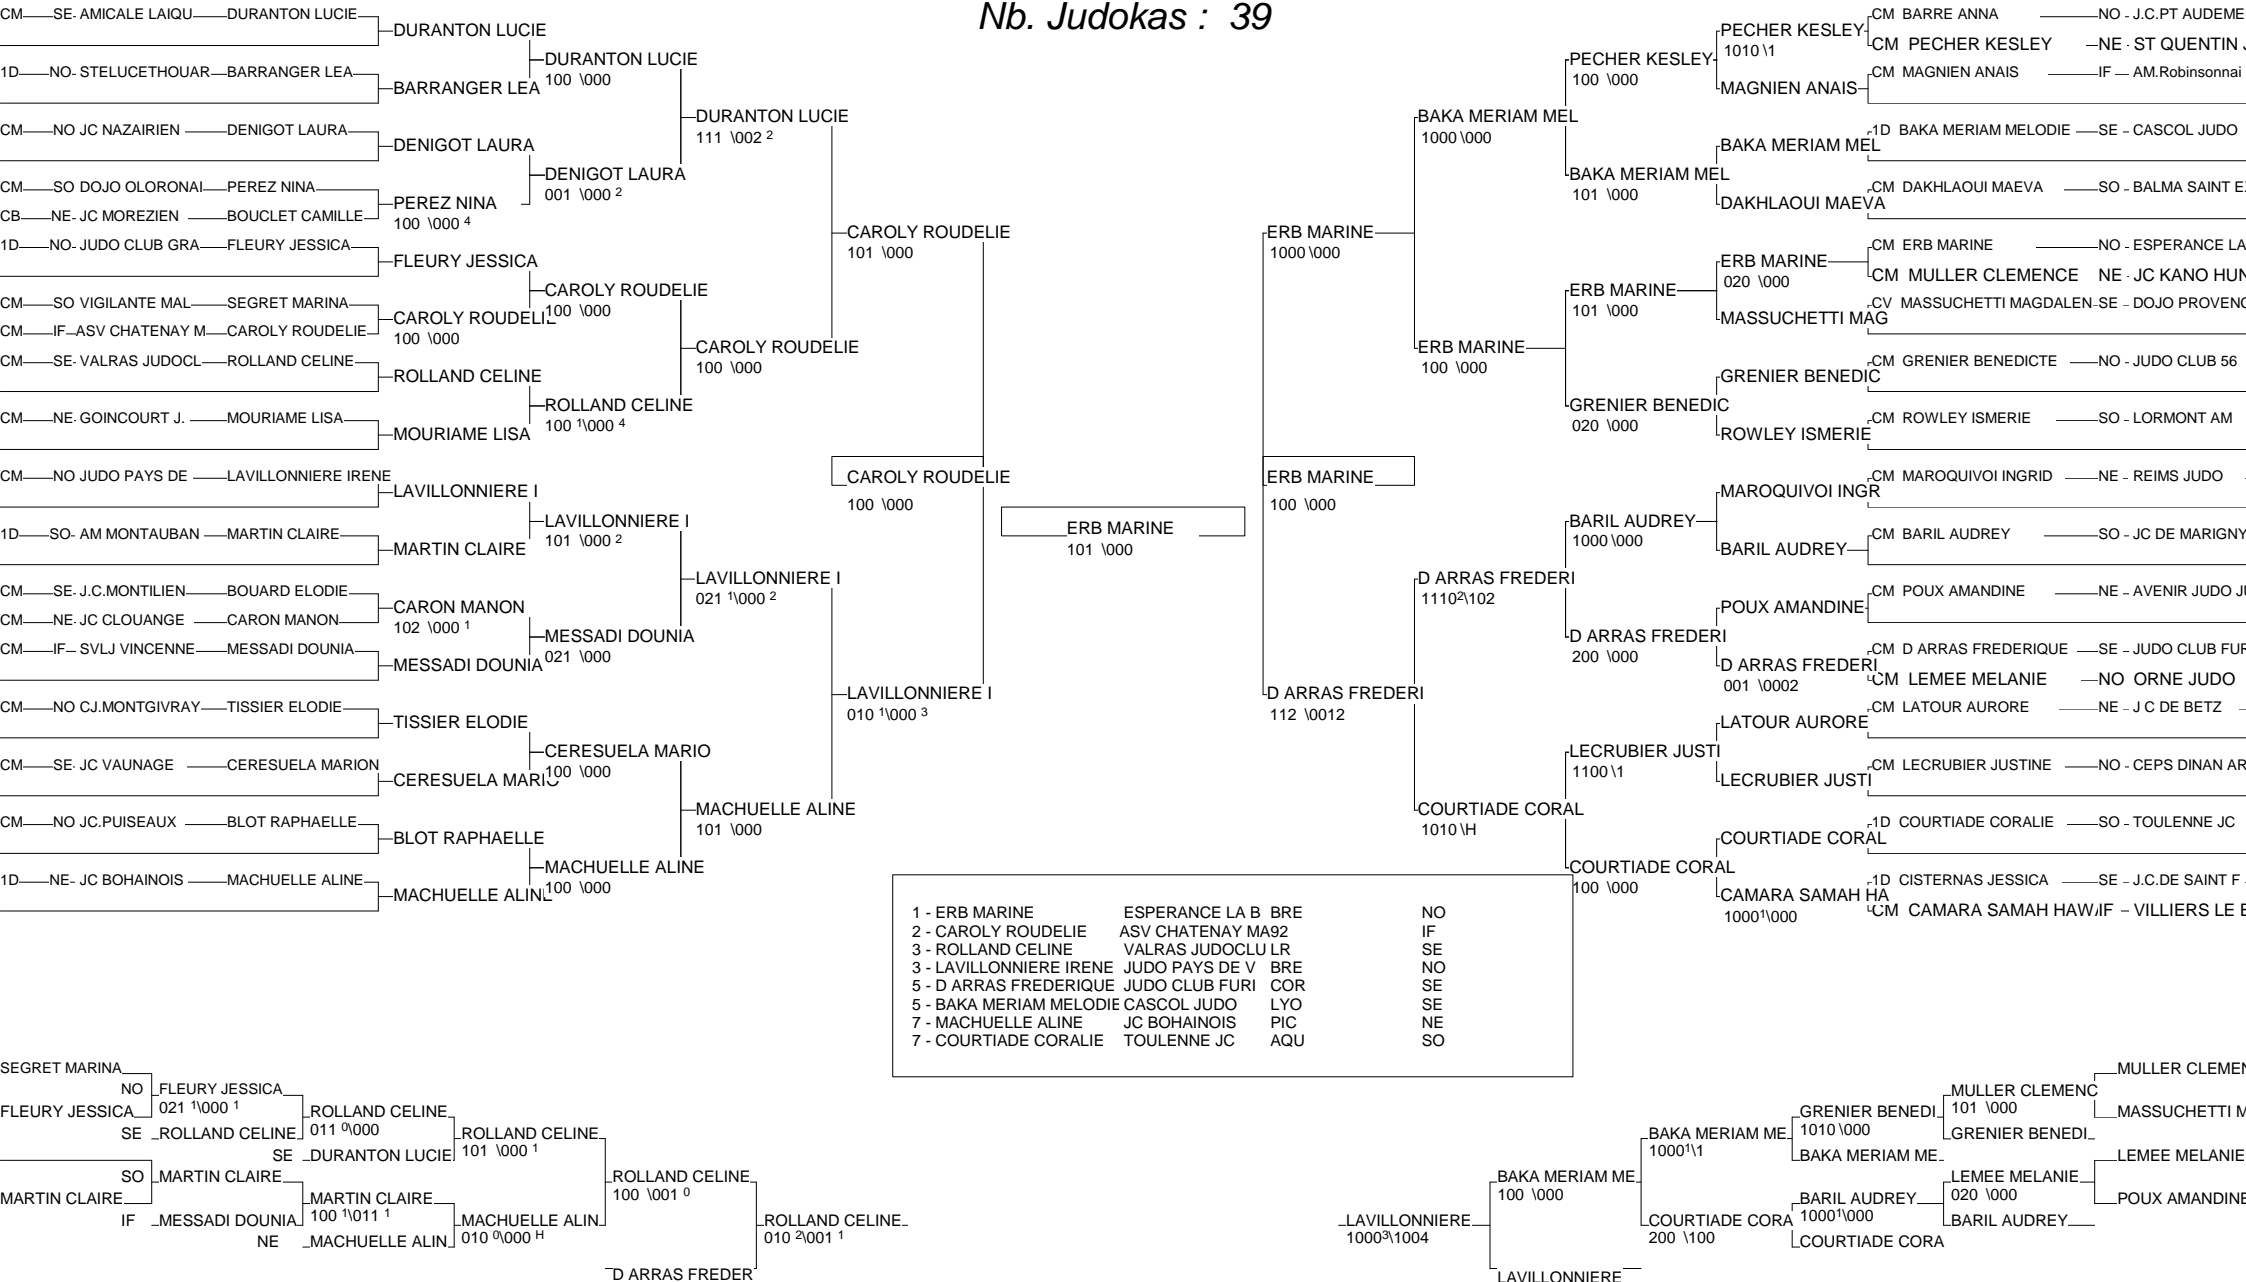 Nb. Judokas : 39
CM SE- AMICALE LAIQU DURANTON LUCIE
1D NO- STELUCETHOUAR BARRANGER LEA
CM NO JC NAZAIRIEN DENIGOT LAURA
CM SO DOJO OLORONAI PEREZ NINA
CB NE- JC MOREZIEN BOUCLET CAMILLE
1D NO- JUDO CLUB GRA FLEURY JESSICA
CM SO VIGILANTE MAL SEGRET MARINA
CM IF ASV CHATENAY M CAROLY ROUDELIE
CM SE- VALRAS JUDOCL ROLLAND CELINE
CM NE- GOINCOURT J. MOURIAME LISA
CM NO JUDO PAYS DE LAVILLONNIERE IRENE
1D SO- AM MONTAUBAN MARTIN CLAIRE
CM SE- J.C.MONTILIEN BOUARD ELODIE
CM NE- JC CLOUANGE CARON MANON
CM IF SVLJ VINCENNE MESSADI DOUNIA
CM NO CJ.MONTGIVRAY TISSIER ELODIE
CM SE- JC VAUNAGE CERESUELA MARION
CM NO JC.PUISEAUX BLOT RAPHAELLE
1D NE- JC BOHAINOIS MACHUELLE ALINE
DURANTON LUCIE
BARRANGER LEA
DENIGOT LAURA
PEREZ NINA
100 \000 4
FLEURY JESSICA
CAROLY ROUDELIE
100 \000
ROLLAND CELINE
MOURIAME LISA
LAVILLONNIERE I
MARTIN CLAIRE
CARON MANON
102 \000 1
MESSADI DOUNIA
TISSIER ELODIE
CERESUELA MARIO
BLOT RAPHAELLE
MACHUELLE ALINE
DURANTON LUCIE
100 \000
DENIGOT LAURA
001 \000 2
CAROLY ROUDELIE
100 \000
ROLLAND CELINE
100 1\000 4
LAVILLONNIERE I
101 \000 2
MESSADI DOUNIA
021 \000
CERESUELA MARIO
100 \000
MACHUELLE ALINE
100 \000
DURANTON LUCIE
111 \002 2
CAROLY ROUDELIE
100 \000
LAVILLONNIERE I
021 1\000 2
MACHUELLE ALINE
101 \000
CAROLY ROUDELIE
101 \000
LAVILLONNIERE I
010 1\000 3
CAROLY ROUDELIE
100 \000
ERB MARINE
101 \000
ERB MARINE
100 \000
ERB MARINE
1000 \000
D ARRAS FREDERI
112 \0012
BAKA MERIAM MEL
1000 \000
ERB MARINE
100 \000
D ARRAS FREDERI
1110 2\102
COURTIADE CORAL
1010 \H
PECHER KESLEY
100 \000
BAKA MERIAM MEL
101 \000
ERB MARINE
101 \000
GRENIER BENEDIC
020 \000
BARIL AUDREY
1000 \000
D ARRAS FREDERI
200 \000
LECRUBIER JUSTI
1100 \1
COURTIADE CORAL
100 \000
PECHER KESLEY
1010 \1
MAGNIEN ANAIS
BAKA MERIAM MEL
DAKHLAOUI MAEVA
ERB MARINE
020 \000
MASSUCHETTI MAG
GRENIER BENEDIC
ROWLEY ISMERIE
MAROQUIVOI INGR
BARIL AUDREY
POUX AMANDINE
D ARRAS FREDERI
001 \0002
LATOUR AURORE
LECRUBIER JUSTI
COURTIADE CORAL
CAMARA SAMAH HA
1000 1\000
CM BARRE ANNA NO - J.C.PT AUDEME
CM PECHER KESLEY NE - ST QUENTIN J
CM MAGNIEN ANAIS IF AM.Robinsonnai
1D BAKA MERIAM MELODIE SE - CASCOL JUDO
CM DAKHLAOUI MAEVA SO - BALMA SAINT E
CM ERB MARINE NO - ESPERANCE LA
CM MULLER CLEMENCE NE - JC KANO HUN
CV MASSUCHETTI MAGDALEN SE - DOJO PROVENC
CM GRENIER BENEDICTE NO - JUDO CLUB 56
CM ROWLEY ISMERIE SO - LORMONT AM
CM MAROQUIVOI INGRID NE - REIMS JUDO
CM BARIL AUDREY SO - JC DE MARIGNY
CM POUX AMANDINE NE - AVENIR JUDO JU
CM D ARRAS FREDERIQUE SE - JUDO CLUB FUR
CM LEMEE MELANIE NO ORNE JUDO
CM LATOUR AURORE NE - J C DE BETZ
CM LECRUBIER JUSTINE NO - CEPS DINAN AR
1D COURTIADE CORALIE SO - TOULENNE JC
1D CISTERNAS JESSICA SE - J.C.DE SAINT F
CM CAMARA SAMAH HAW IF - VILLIERS LE
1 - ERB MARINE ESPERANCE LA B BRE NO
2 - CAROLY ROUDELIE ASV CHATENAY MA92 IF
3 - ROLLAND CELINE VALRAS JUDOCLU LR SE
3 - LAVILLONNIERE IRENE JUDO PAYS DE V BRE NO
5 - D ARRAS FREDERIQUE JUDO CLUB FURI COR SE
5 - BAKA MERIAM MELODIE CASCOL JUDO LYO SE
7 - MACHUELLE ALINE JC BOHAINOIS PIC NE
7 - COURTIADE CORALIE TOULENNE JC AQU SO
SEGRET MARINA
NO FLEURY JESSICA
021 1\000 1
FLEURY JESSICA
SE ROLLAND CELINE
SE DURANTON LUCIE
SO MARTIN CLAIRE
MARTIN CLAIRE
IF MESSADI DOUNIA
NE MACHUELLE ALIN
ROLLAND CELINE
011 0\000
MARTIN CLAIRE
100 1\011 1
ROLLAND CELINE
101 \000 1
MACHUELLE ALIN
010 0\000 H
ROLLAND CELINE
100 \001 0
D ARRAS FREDER
ROLLAND CELINE
010 2\001 1
LAVILLONNIERE
1000 3\1004
BAKA MERIAM ME
100 \000
LAVILLONNIERE
BAKA MERIAM ME
1000 1\1
COURTIADE CORA
200 \100
GRENIER BENEDI
1010 \000
BAKA MERIAM ME
BARIL AUDREY
1000 1\000
COURTIADE CORA
MULLER CLEMENC
101 \000
GRENIER BENEDI
LEMEE MELANIE
020 \000
BARIL AUDREY
MULLER CLEMEN
MASSUCHETTI M
LEMEE MELANIE
POUX AMANDINE